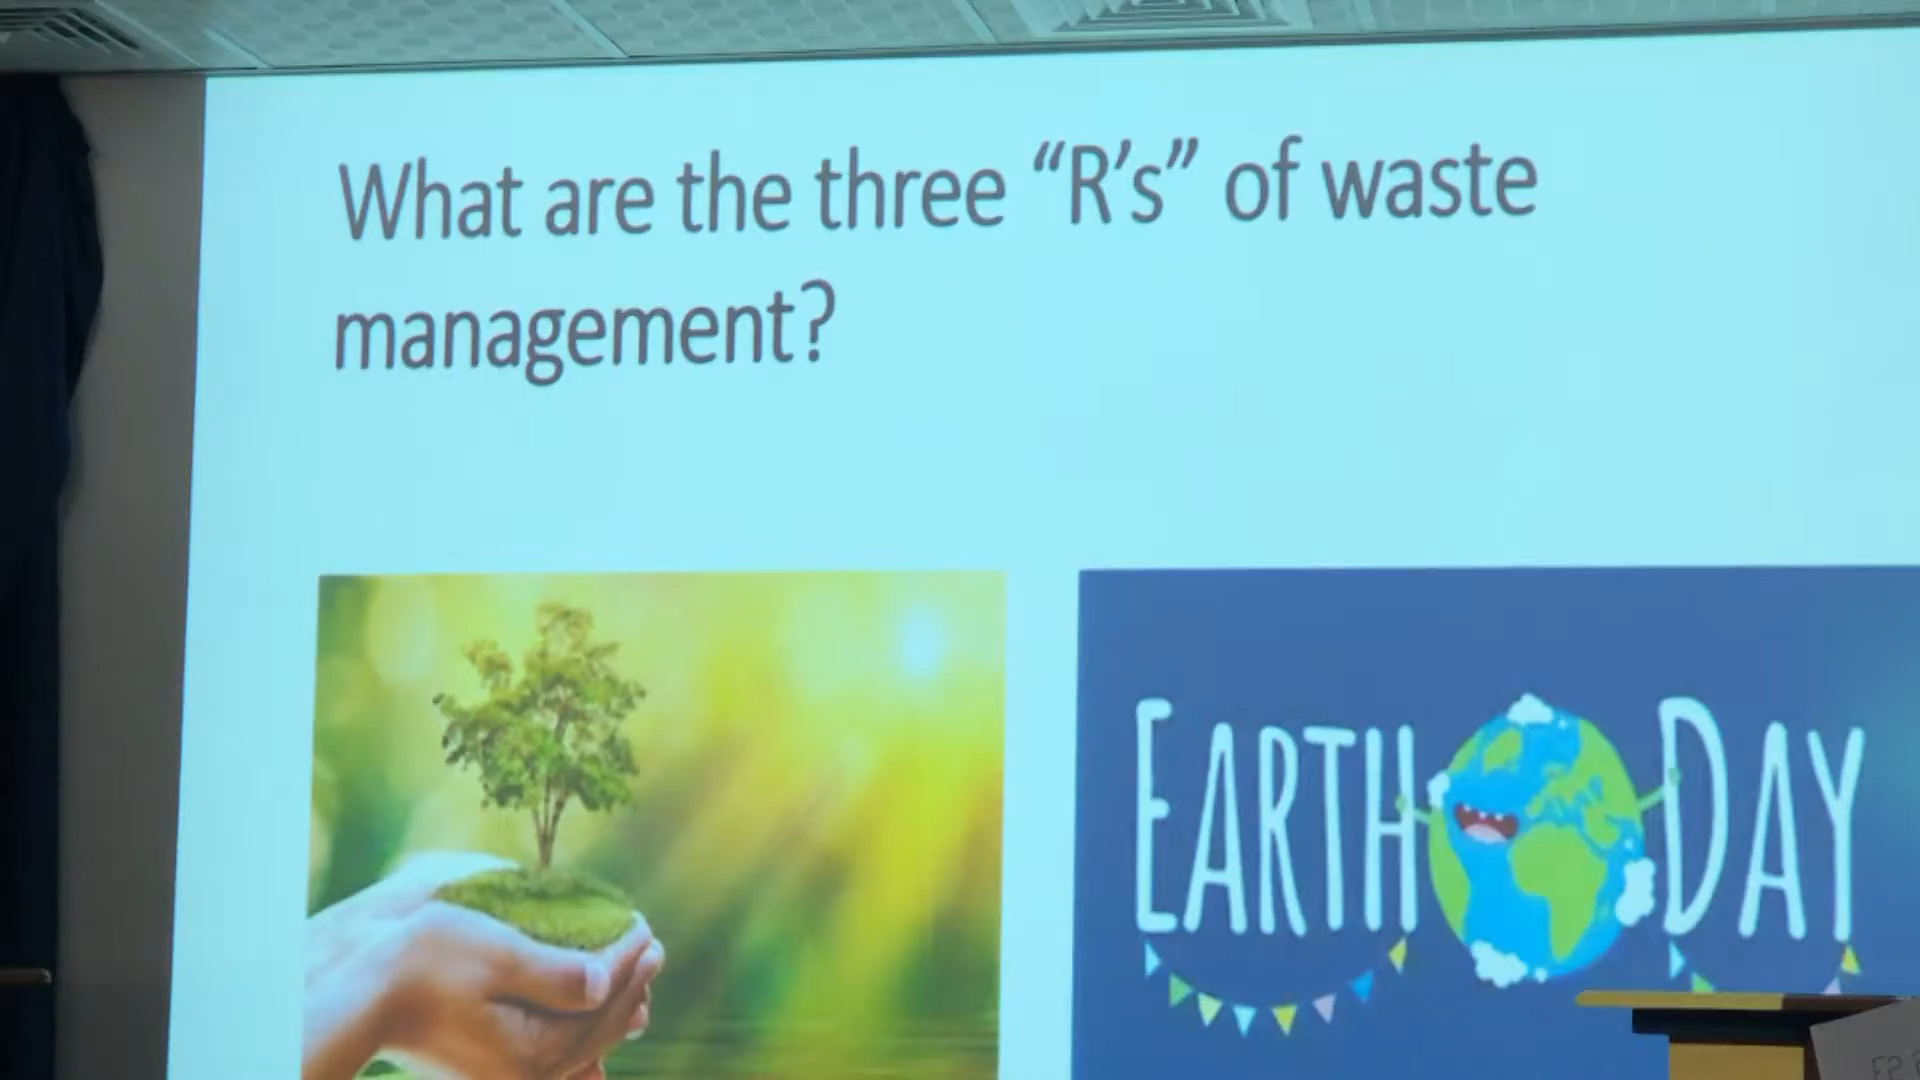 What are the three “R’s” of waste
management?
EARTH DAY